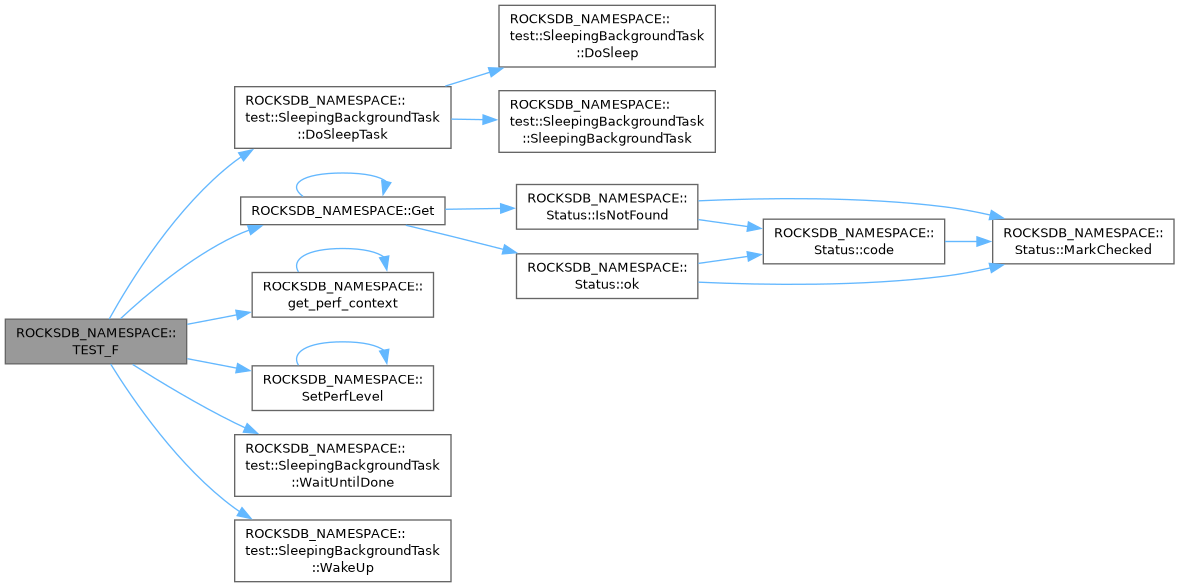 ROCKSDB_NAMESPACE::
TEST_F
ROCKSDB_NAMESPACE::
test::SleepingBackgroundTask
::DoSleepTask
ROCKSDB_NAMESPACE::
test::SleepingBackgroundTask
::DoSleep
ROCKSDB_NAMESPACE::
test::SleepingBackgroundTask
::SleepingBackgroundTask
ROCKSDB_NAMESPACE::Get
ROCKSDB_NAMESPACE::
Status::IsNotFound
ROCKSDB_NAMESPACE::
Status::ok
ROCKSDB_NAMESPACE::
Status::code
ROCKSDB_NAMESPACE::
Status::MarkChecked
ROCKSDB_NAMESPACE::
get_perf_context
ROCKSDB_NAMESPACE::
SetPerfLevel
ROCKSDB_NAMESPACE::
test::SleepingBackgroundTask
::WaitUntilDone
ROCKSDB_NAMESPACE::
test::SleepingBackgroundTask
::WakeUp